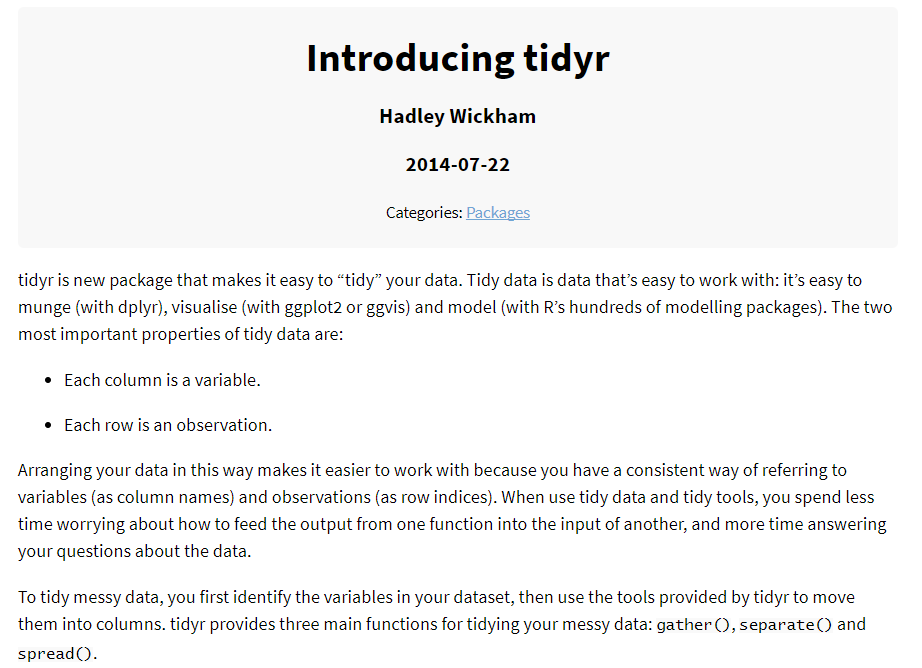 Introducing tidyr
Hadley Wickham
2014-07-22
Categories: Packages
tidyr is new package that makes it easy to “tidy” your data. Tidy data is data that’s easy to work with: it’s easy to
munge (with dplyr), visualise (with ggplot2 or ggvis) and model (with R’s hundreds of modelling packages). The two
most important properties of tidy data are:
• Each column is a variable.
• Each row is an observation.
Arranging your data in this way makes it easier to work with because you have a consistent way of referring to
variables (as column names) and observations (as row indices). When use tidy data and tidy tools, you spend less
time worrying about how to feed the output from one function into the input of another, and more time answering
your questions about the data.
To tidy messy data, you first identify the variables in your dataset, then use the tools provided by tidyr to move
them into columns. tidyr provides three main functions for tidying your messy data: gather(), separate() and
spread().